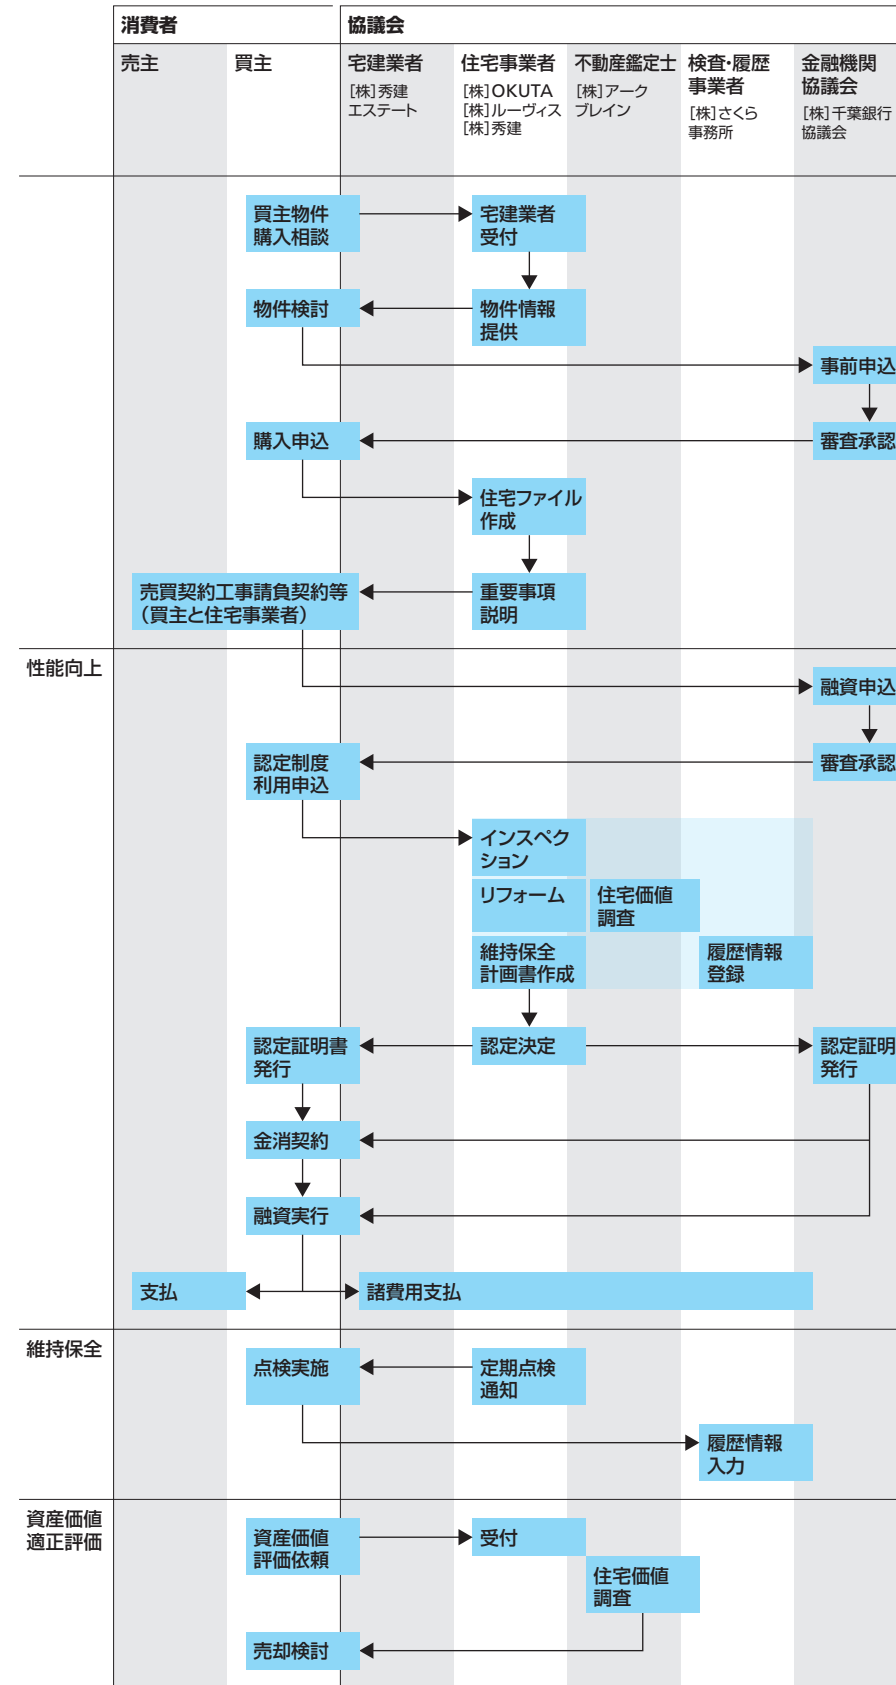 消費者
協議会
売主
買主
宅建業者
[株]秀建
エステート
住宅事業者
[株]OKUTA
[株]ルーヴィス
[株]秀建
不動産鑑定士
[株]アーク
ブレイン
検査・履歴
事業者
[株]さくら
事務所
金融機関
協議会
[株]千葉銀行
協議会
買主物件
購入相談
宅建業者
受付
物件検討
物件情報
提供
事前申込
購入申込
審査承認
住宅ファイル
作成
売買契約工事請負契約等
(買主と住宅事業者)
重要事項
説明
性能向上
融資申込
認定制度
利用申込
審査承認
インスペク
ション
リフォーム
住宅価値
調査
維持保全
計画書作成
履歴情報
登録
認定証明書
発行
認定決定
認定証明
発行
金消契約
融資実行
支払
諸費用支払
維持保全
点検実施
定期点検
通知
履歴情報
入力
資産価値
適正評価
資産価値
評価依頼
受付
住宅価値
調査
売却検討